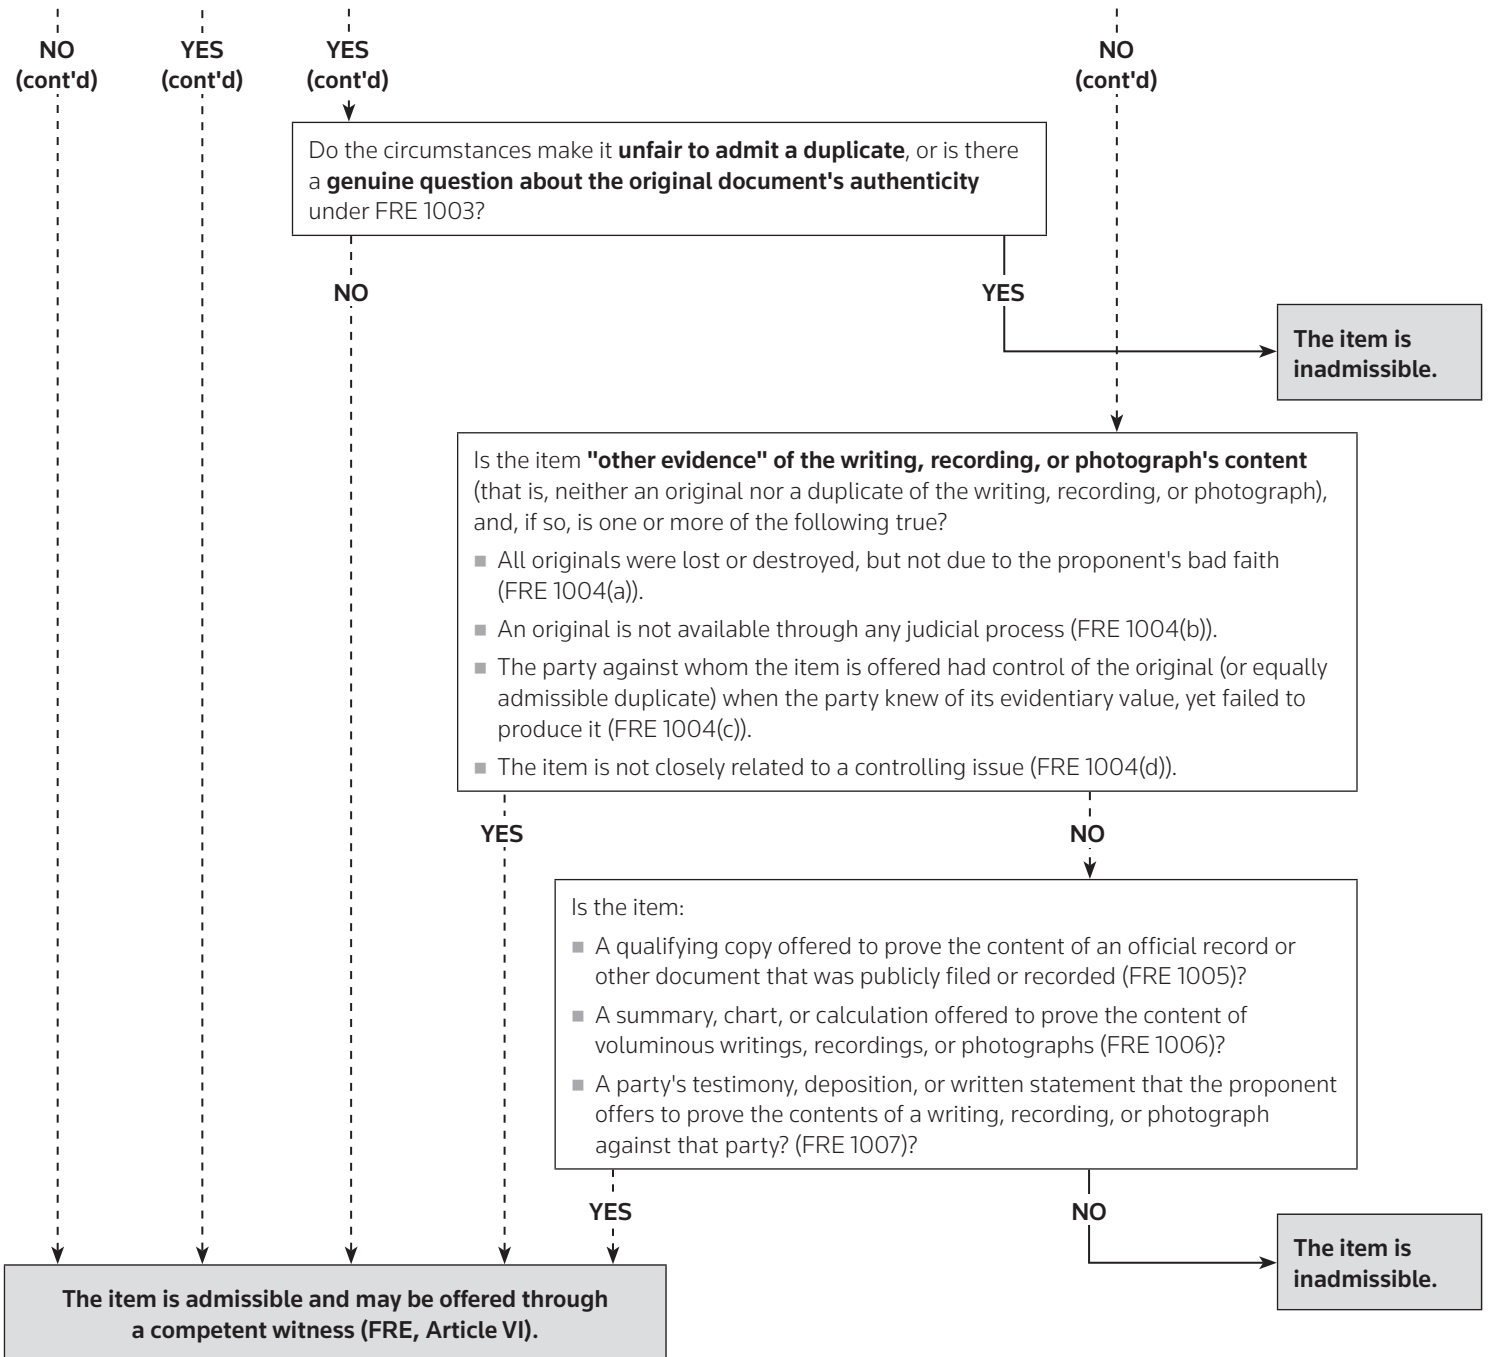 NO
(cont'd)
YES
(cont'd)
YES
(cont'd)
NO
(cont'd)
Do the circumstances make it unfair to admit a duplicate, or is there
a genuine question about the original document's authenticity
under FRE 1003?
NO
YES
The item is
inadmissible.
Is the item "other evidence" of the writing, recording, or photograph's content
(that is, neither an original nor a duplicate of the writing, recording, or photograph),
and, if so, is one or more of the following true?
■ All originals were lost or destroyed, but not due to the proponent's bad faith
(FRE 1004(a)).
■ An original is not available through any judicial process (FRE 1004(b)).
■ The party against whom the item is offered had control of the original (or equally
admissible duplicate) when the party knew of its evidentiary value, yet failed to
produce it (FRE 1004(c)).
■ The item is not closely related to a controlling issue (FRE 1004(d)).
YES
NO
Is the item:
■ A qualifying copy offered to prove the content of an official record or
other document that was publicly filed or recorded (FRE 1005)?
■ A summary, chart, or calculation offered to prove the content of
voluminous writings, recordings, or photographs (FRE 1006)?
■ A party's testimony, deposition, or written statement that the proponent
offers to prove the contents of a writing, recording, or photograph
against that party? (FRE 1007)?
YES
NO
The item is
inadmissible.
The item is admissible and may be offered through
a competent witness (FRE, Article VI).